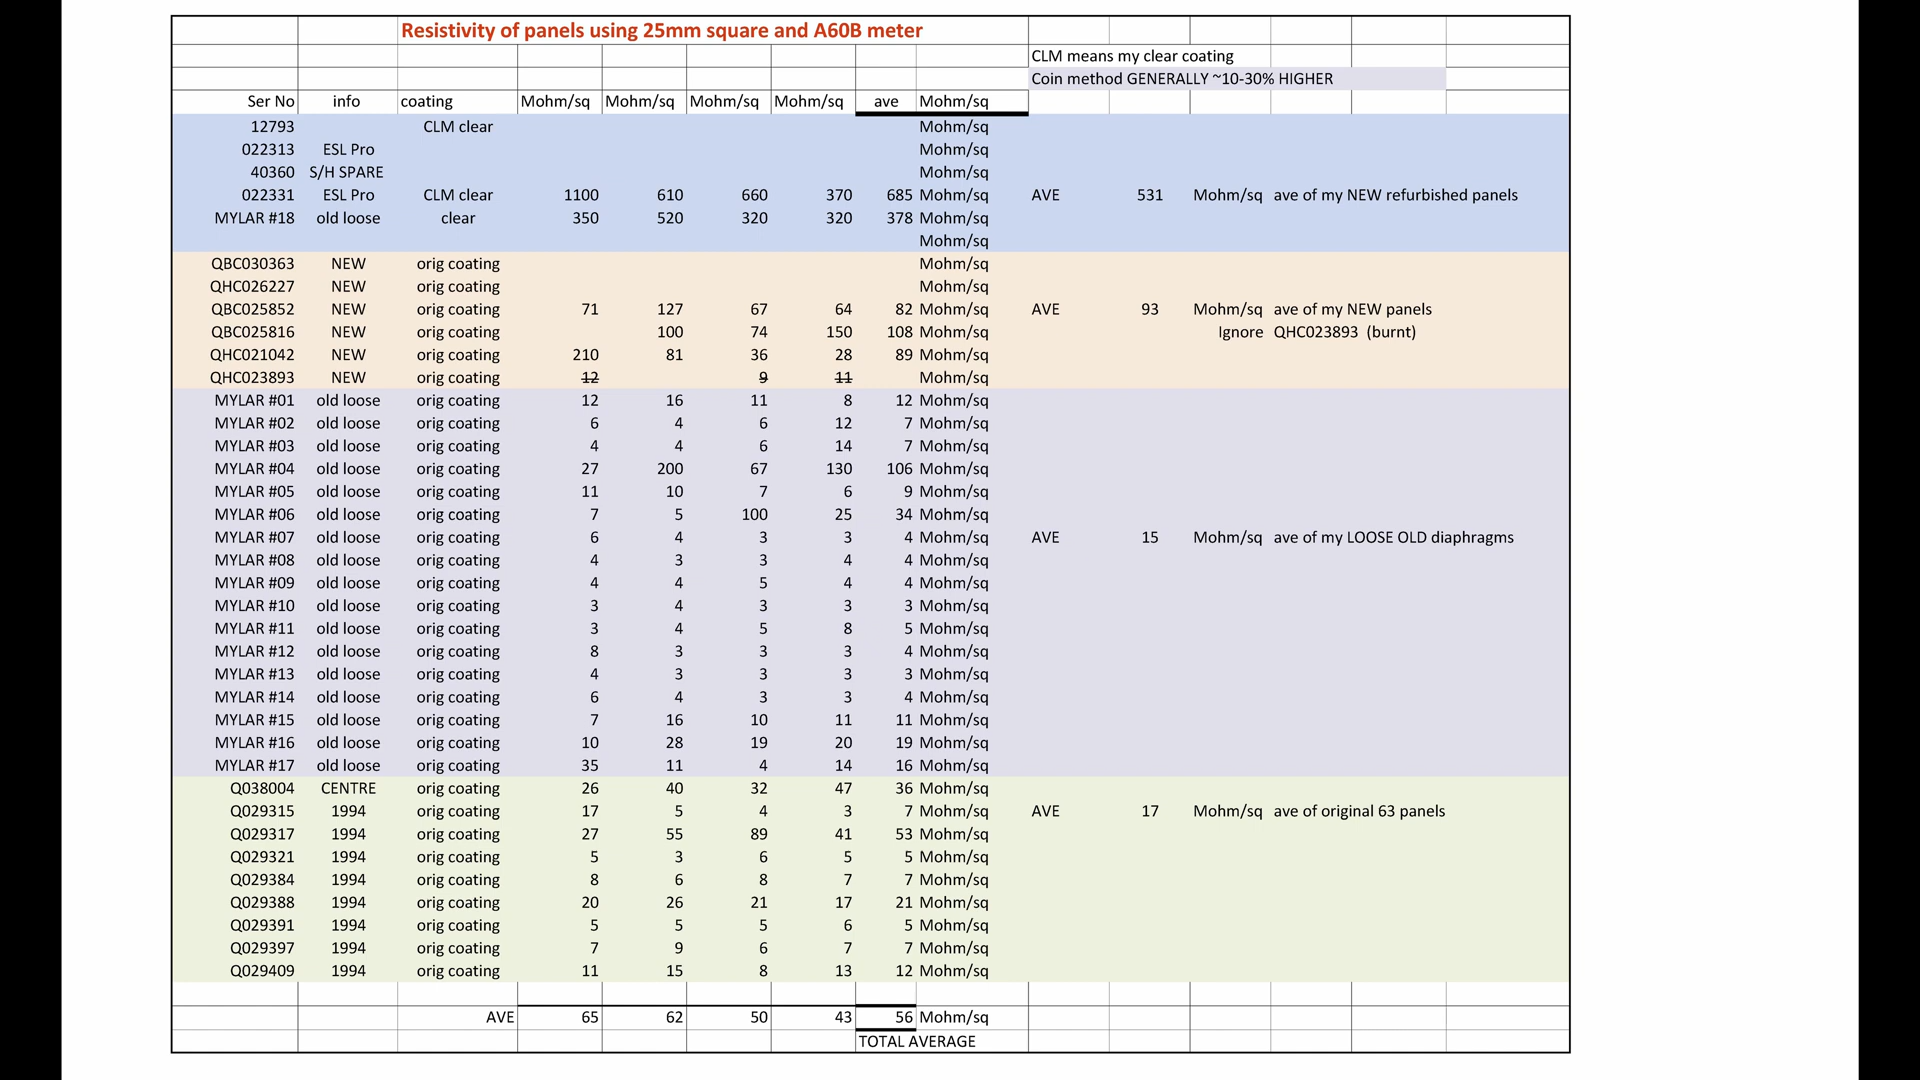 Resistivity of panels using 25mm square and A60B meter
CLM means my clear coating
Coin method GENERALLY ~10-30% HIGHER
Ser No info coating Mohm/sq Mohm/sq Mohm/sq Mohm/sq ave Mohm/sq
12793 CLM clear Mohm/sq
022313 ESL Pro Mohm/sq
40360 S/H SPARE Mohm/sq
022331 ESL Pro CLM clear 1100 610 660 370 685 Mohm/sq AVE 531 Mohm/sq ave of my NEW refurbished panels
MYLAR #18 old loose clear 350 520 320 320 378 Mohm/sq
Mohm/sq
QBC030363 NEW orig coating Mohm/sq
QHC026227 NEW orig coating Mohm/sq
QBC025852 NEW orig coating 71 127 67 64 82 Mohm/sq AVE 93 Mohm/sq ave of my NEW panels
QBC025816 NEW orig coating 100 74 150 108 Mohm/sq Ignore QHC023893 (burnt)
QHC021042 NEW orig coating 210 81 36 28 89 Mohm/sq
QHC023893 NEW orig coating 12 9 11 Mohm/sq
MYLAR #01 old loose orig coating 12 16 11 8 12 Mohm/sq
MYLAR #02 old loose orig coating 6 4 6 12 7 Mohm/sq
MYLAR #03 old loose orig coating 4 4 6 14 7 Mohm/sq
MYLAR #04 old loose orig coating 27 200 67 130 106 Mohm/sq
MYLAR #05 old loose orig coating 11 10 7 6 9 Mohm/sq
MYLAR #06 old loose orig coating 7 5 100 25 34 Mohm/sq
MYLAR #07 old loose orig coating 6 4 3 3 4 Mohm/sq AVE 15 Mohm/sq ave of my LOOSE OLD diaphragms
MYLAR #08 old loose orig coating 4 3 3 4 4 Mohm/sq
MYLAR #09 old loose orig coating 4 4 5 4 4 Mohm/sq
MYLAR #10 old loose orig coating 3 4 3 3 3 Mohm/sq
MYLAR #11 old loose orig coating 3 4 5 8 5 Mohm/sq
MYLAR #12 old loose orig coating 8 3 3 3 4 Mohm/sq
MYLAR #13 old loose orig coating 4 3 3 3 3 Mohm/sq
MYLAR #14 old loose orig coating 6 4 3 3 4 Mohm/sq
MYLAR #15 old loose orig coating 7 16 10 11 11 Mohm/sq
MYLAR #16 old loose orig coating 10 28 19 20 19 Mohm/sq
MYLAR #17 old loose orig coating 35 11 4 14 16 Mohm/sq
Q038004 CENTRE orig coating 26 40 32 47 36 Mohm/sq
Q029315 1994 orig coating 17 5 4 3 7 Mohm/sq AVE 17 Mohm/sq ave of original 63 panels
Q029317 1994 orig coating 27 55 89 41 53 Mohm/sq
Q029321 1994 orig coating 5 3 6 5 5 Mohm/sq
Q029384 1994 orig coating 8 6 8 7 7 Mohm/sq
Q029388 1994 orig coating 20 26 21 17 21 Mohm/sq
Q029391 1994 orig coating 5 5 5 6 5 Mohm/sq
Q029397 1994 orig coating 7 9 6 7 7 Mohm/sq
Q029409 1994 orig coating 11 15 8 13 12 Mohm/sq
AVE 65 62 50 43 56 Mohm/sq
TOTAL AVERAGE